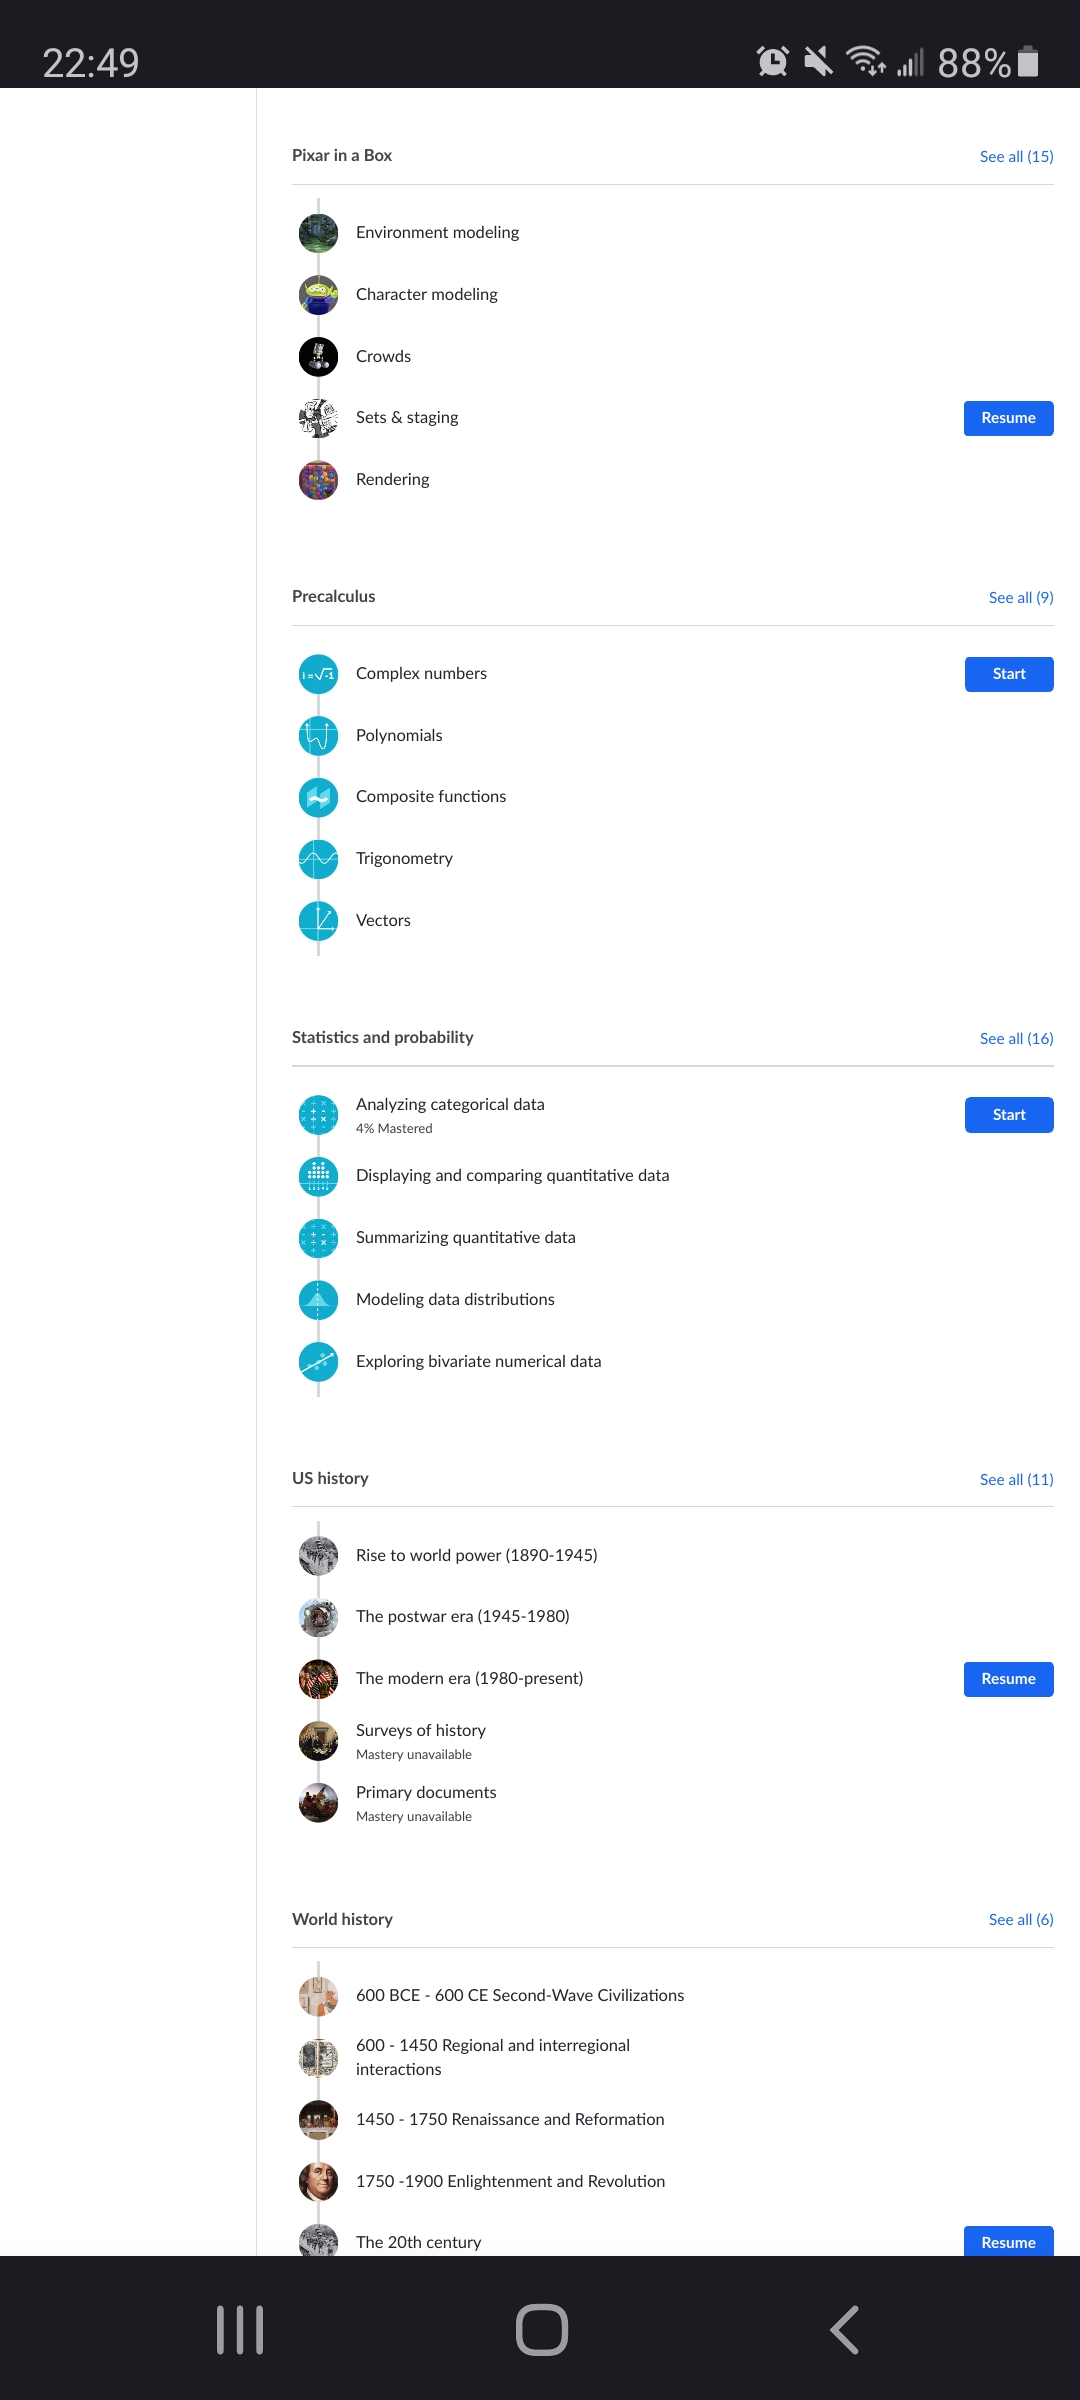 22:49
88%
Pixar in a Box
See all (15)
Environment modeling
Character modeling
Crowds
Sets & staging
Resume
Rendering
Precalculus
See all (9)
i = √-1
Complex numbers
Start
Polynomials
Composite functions
Trigonometry
Vectors
Statistics and probability
See all (16)
Analyzing categorical data
4% Mastered
Start
Displaying and comparing quantitative data
Summarizing quantitative data
Modeling data distributions
Exploring bivariate numerical data
US history
See all (11)
Rise to world power (1890-1945)
The postwar era (1945-1980)
The modern era (1980-present)
Resume
Surveys of history
Mastery unavailable
Primary documents
Mastery unavailable
World history
See all (6)
600 BCE - 600 CE Second-Wave Civilizations
600 - 1450 Regional and interregional
interactions
1450 - 1750 Renaissance and Reformation
1750 -1900 Enlightenment and Revolution
The 20th century
Resume